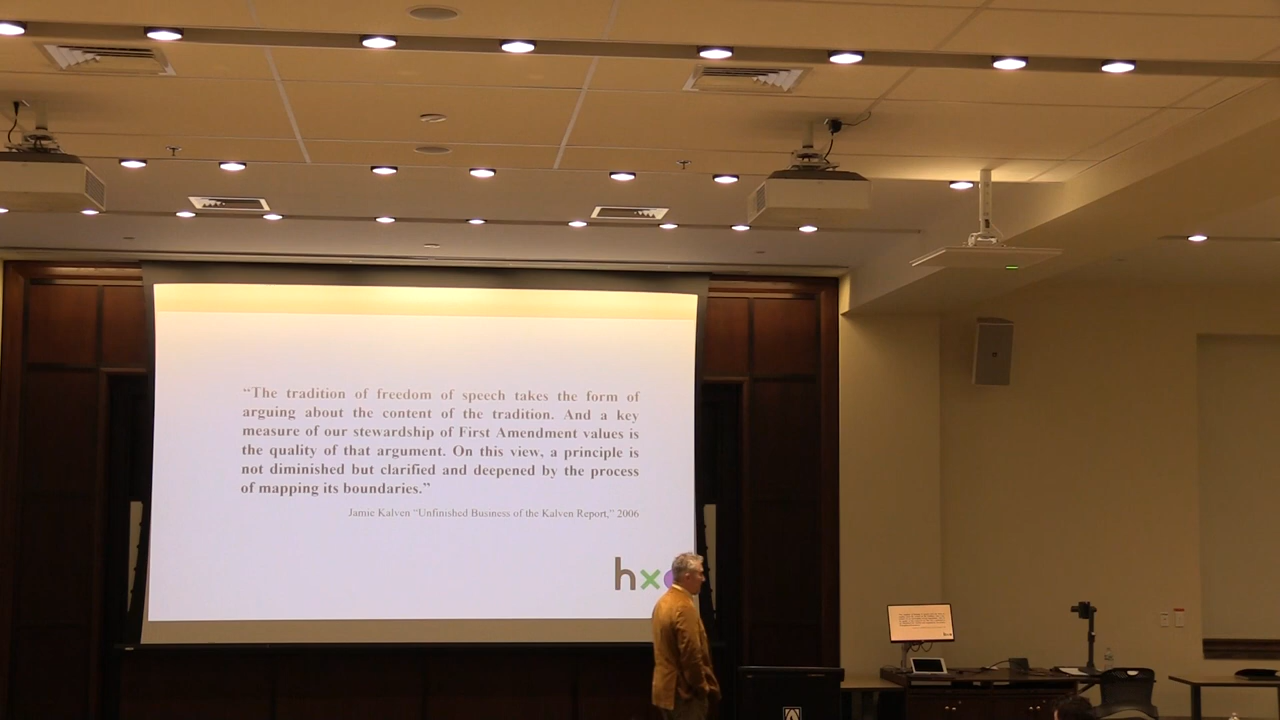 “The tradition of freedom of speech takes the form of
arguing about the content of the tradition. And a key
measure of our stewardship of First Amendment values is
the quality of that argument. On this view, a principle is
not diminished but clarified and deepened by the process
of mapping its boundaries.”
Jamie Kalven “Unfinished Business of the Kalven Report,” 2006
hx